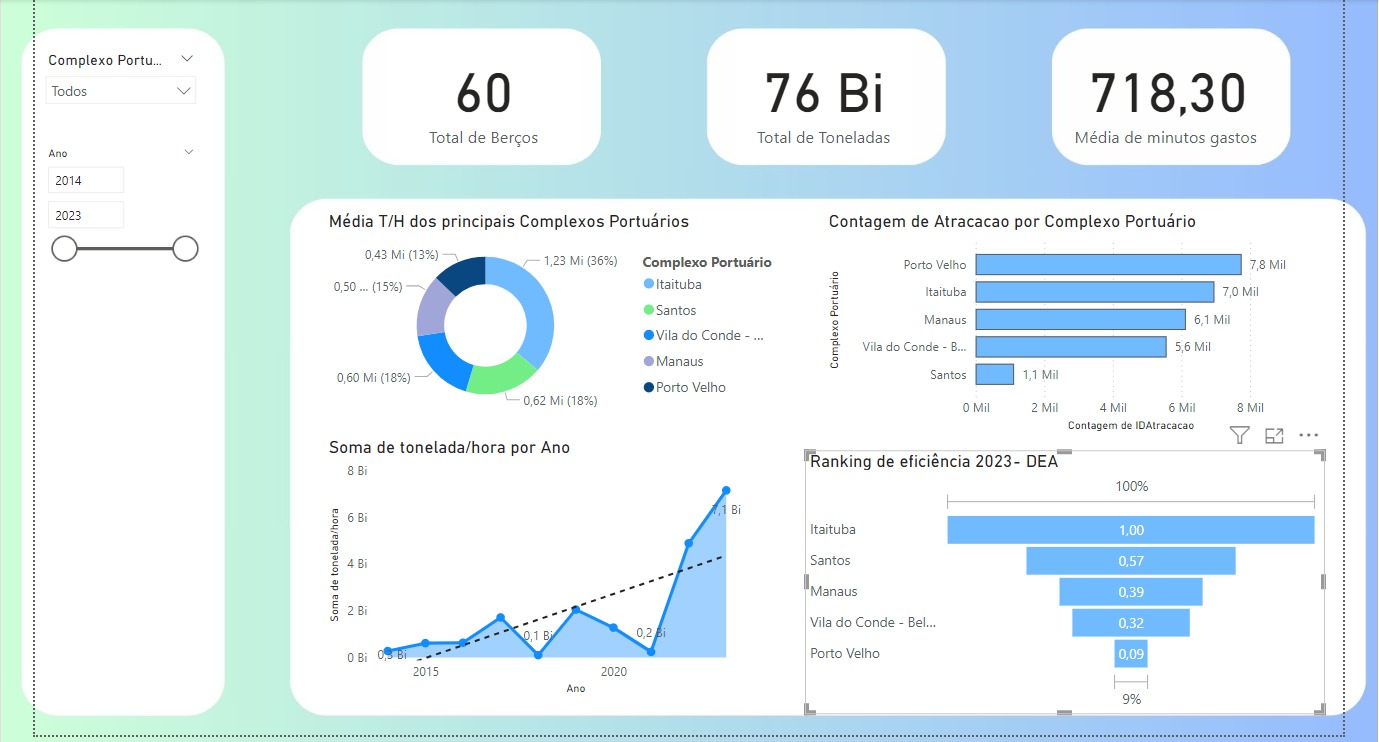 Complexo Portu...
Todos
Ano
2014
2023
60
Total de Berços
76 Bi
Total de Toneladas
718,30
Média de minutos gastos
Média T/H dos principais Complexos Portuários
0,43 Mi (13%)
1,23 Mi (36%)
0,50 ... (15%)
0,60 Mi (18%)
0,62 Mi (18%)
Complexo Portuário
Itaituba
Santos
Vila do Conde - ...
Manaus
Porto Velho
Contagem de Atracacao por Complexo Portuário
Complexo Portuário
Porto Velho 7,8 Mil
Itaituba 7,0 Mil
Manaus 6,1 Mil
Vila do Conde - B... 5,6 Mil
Santos 1,1 Mil
0 Mil 2 Mil 4 Mil 6 Mil 8 Mil
Contagem de IDAtracacao
Soma de tonelada/hora por Ano
Soma de tonelada/hora
8 Bi
6 Bi
4 Bi
2 Bi
0 Bi
0,3 Bi
0,1 Bi
0,2 Bi
7,1 Bi
2015 2020
Ano
Ranking de eficiência 2023- DEA
100%
Itaituba 1,00
Santos 0,57
Manaus 0,39
Vila do Conde - Bel... 0,32
Porto Velho 0,09
9%